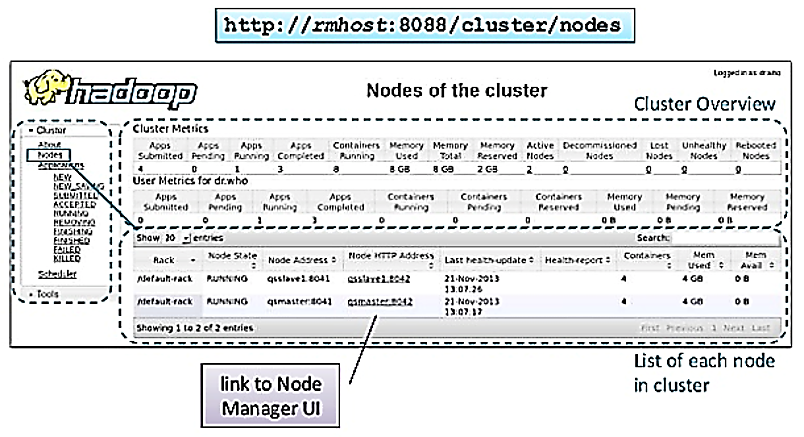 http://rmhost:8088/cluster/nodes
hadoop
Nodes of the cluster
Logged in as: dr.who
Cluster Overview
Cluster
About
Nodes
Applications
NEW
NEW_SAVING
SUBMITTED
ACCEPTED
RUNNING
REMOVING
FINISHING
FINISHED
FAILED
KILLED
Scheduler
Tools
Cluster Metrics
Apps Submitted Apps Pending Apps Running Apps Completed Containers Running Memory Used Memory Total Memory Reserved Active Nodes Decommissioned Nodes Lost Nodes Unhealthy Nodes Rebooted Nodes
4 0 1 3 8 8 GB 8 GB 2 GB 2 0 0 0 0
User Metrics for dr.who
Apps Submitted Apps Pending Apps Running Apps Completed Containers Running Containers Pending Containers Reserved Memory Used Memory Pending Memory Reserved
0 0 1 3 0 0 0 0 B 0 B 0 B
Show 20 entries Search:
Rack Node State Node Address Node HTTP Address Last health-update Health-report Containers Mem Used Mem Avail
/default-rack RUNNING qsslave1:8041 qsslave1:8042 21-Nov-2013 13:07:26 4 4 GB 0 B
/default-rack RUNNING qsmaster:8041 qsmaster:8042 21-Nov-2013 13:07:17 4 4 GB 0 B
Showing 1 to 2 of 2 entries First Previous 1 Next Last
link to Node
Manager UI
List of each node
in cluster